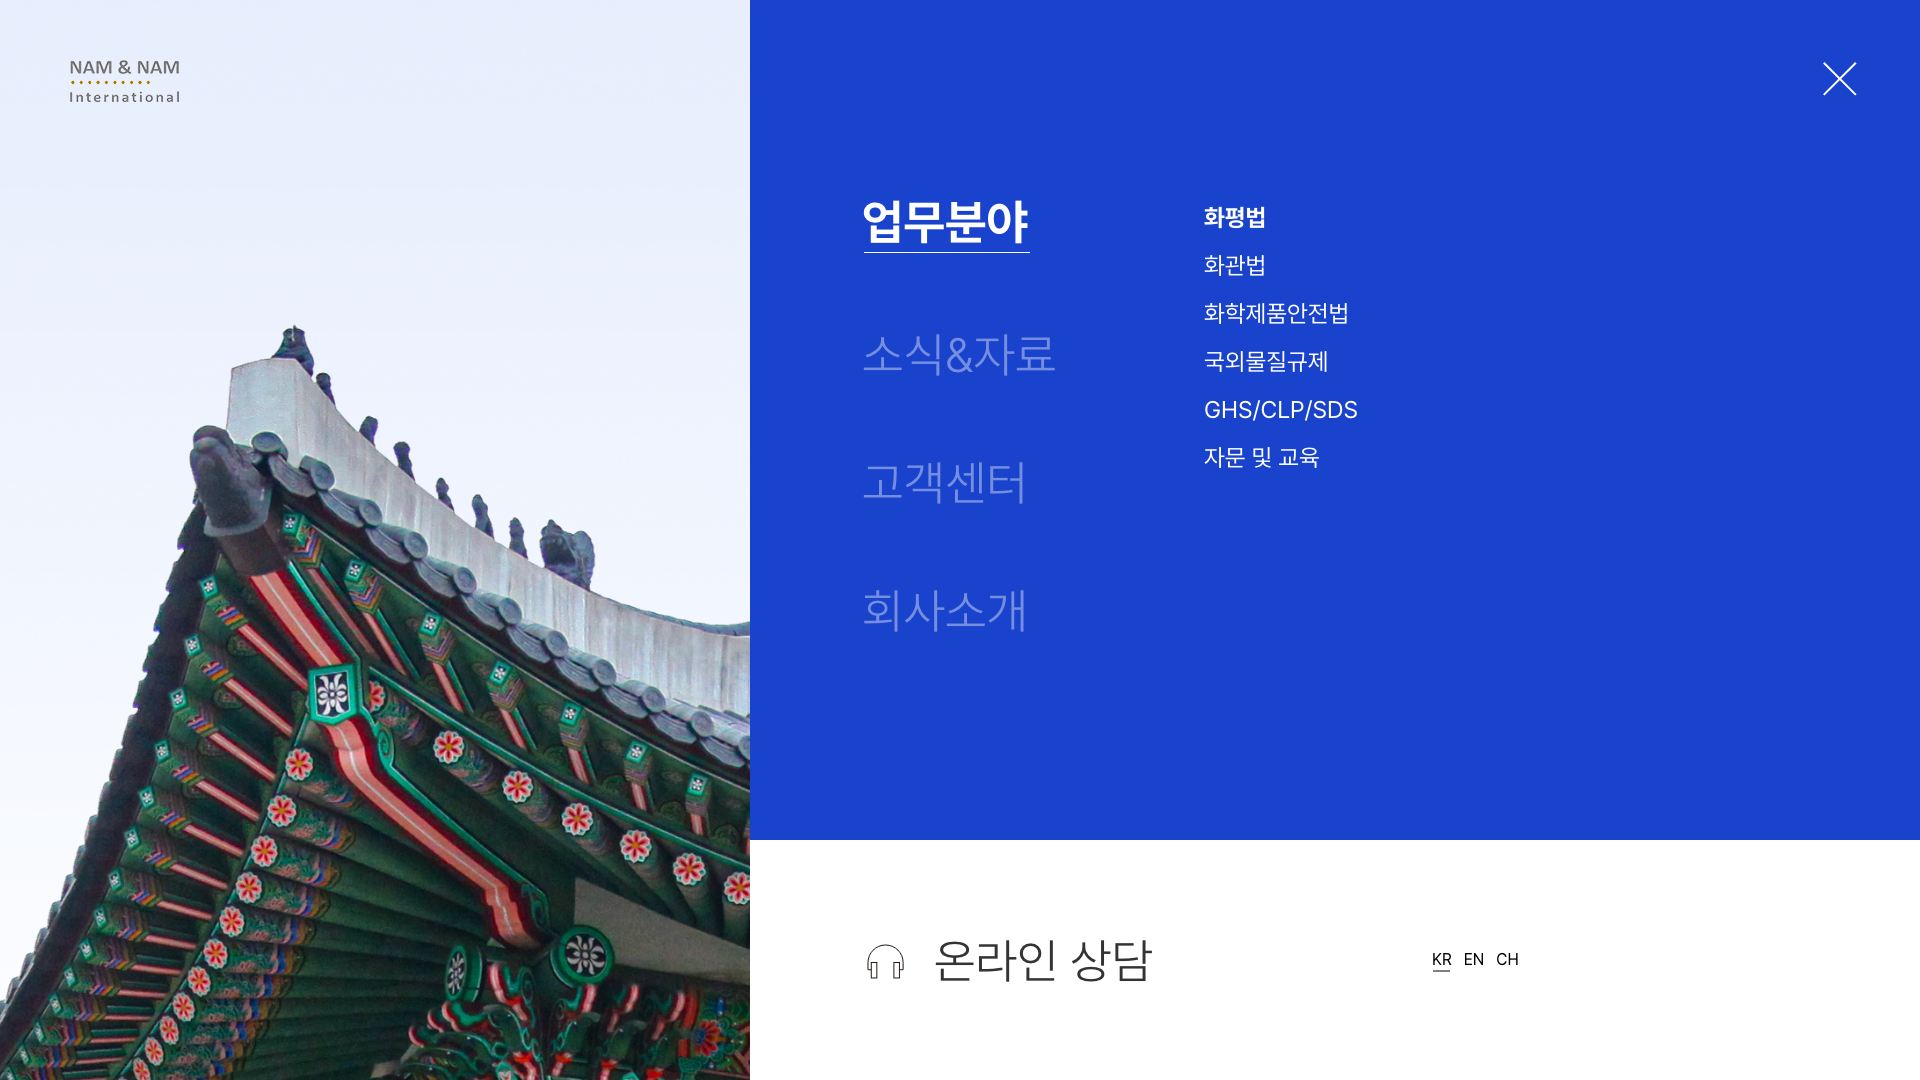 NAM & NAM
International
업무분야
소식&자료
고객센터
회사소개
화평법
화관법
화학제품안전법
국외물질규제
GHS/CLP/SDS
자문 및 교육
온라인 상담
KR EN CH